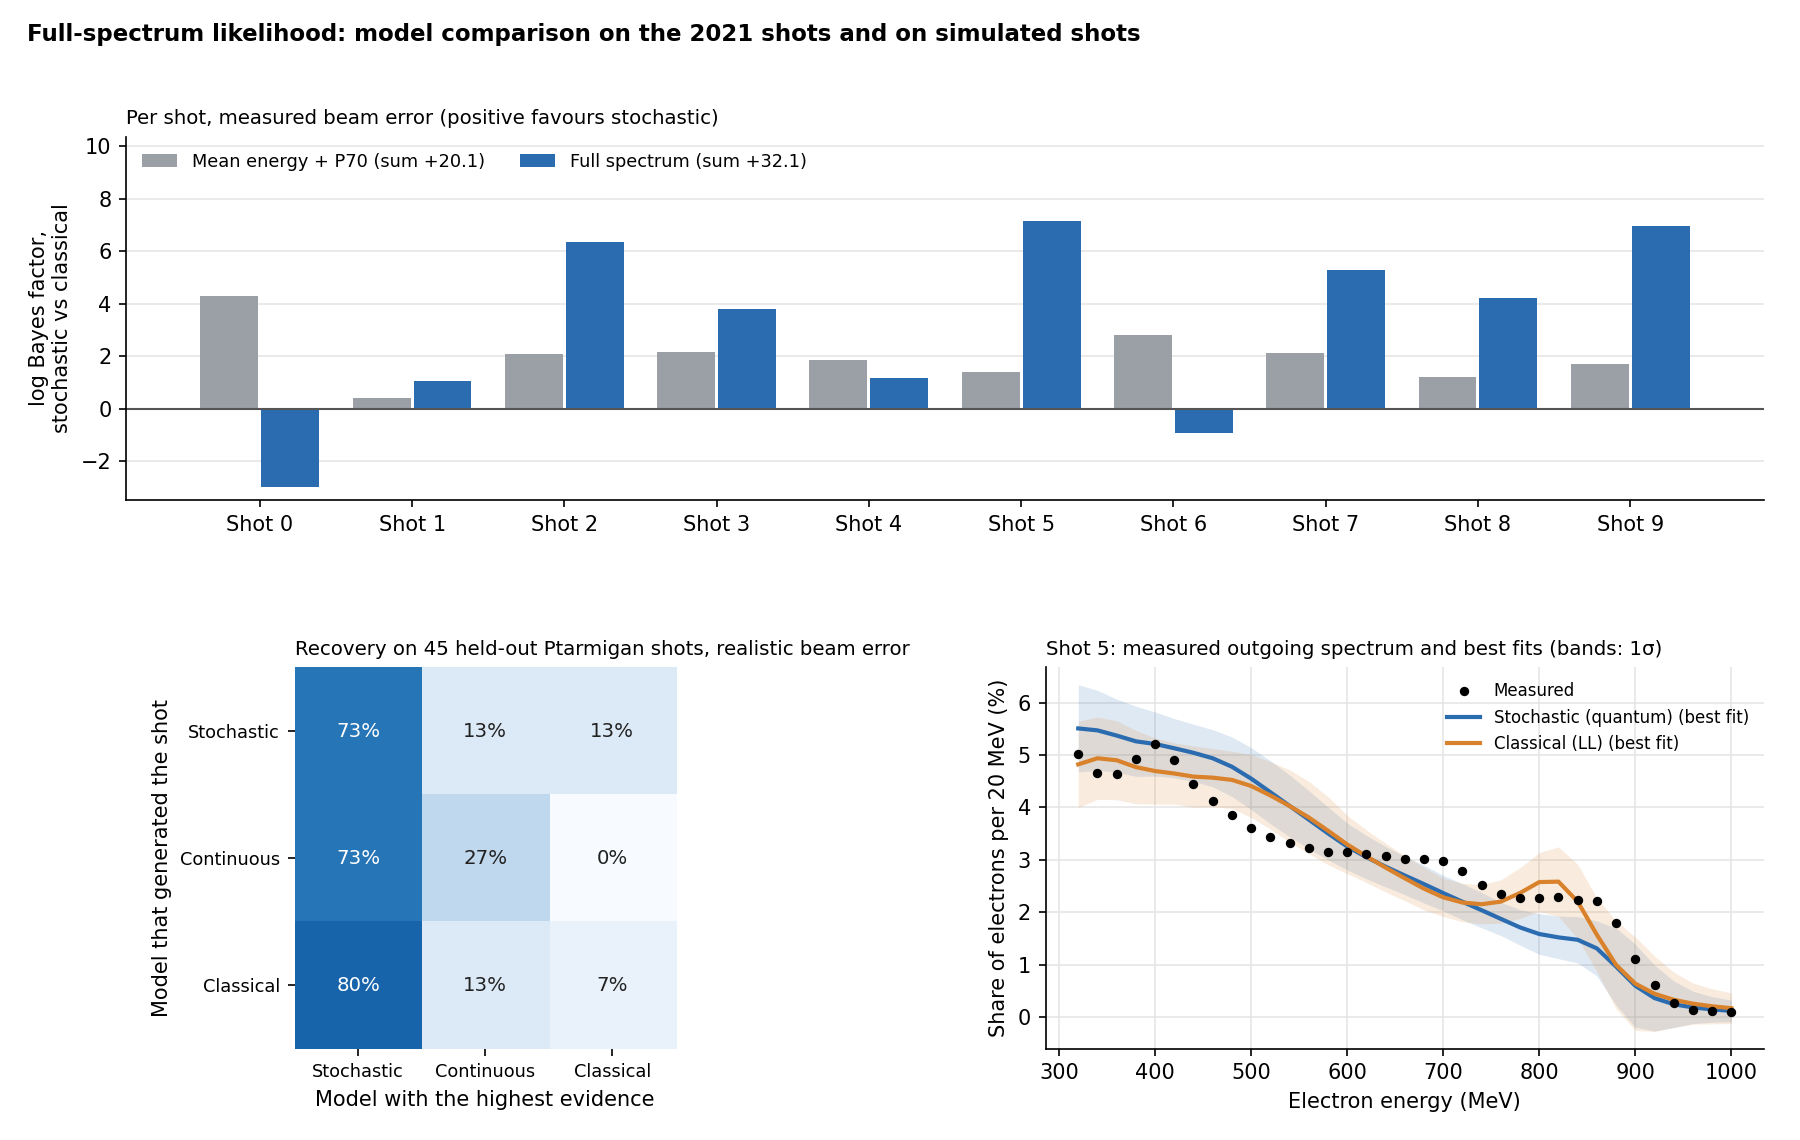 Full-spectrum likelihood: model comparison on the 2021 shots and on simulated shots
Per shot, measured beam error (positive favours stochastic)
Mean energy + P70 (sum +20.1)
Full spectrum (sum +32.1)
log Bayes factor,
stochastic vs classical
10
8
6
4
2
0
−2
Shot 0
Shot 1
Shot 2
Shot 3
Shot 4
Shot 5
Shot 6
Shot 7
Shot 8
Shot 9
Recovery on 45 held-out Ptarmigan shots, realistic beam error
Model that generated the shot
Stochastic
73%
13%
13%
Continuous
73%
27%
0%
Classical
80%
13%
7%
Stochastic
Continuous
Classical
Model with the highest evidence
Shot 5: measured outgoing spectrum and best fits (bands: 1σ)
Measured
Stochastic (quantum) (best fit)
Classical (LL) (best fit)
Share of electrons per 20 MeV (%)
6
5
4
3
2
1
0
300
400
500
600
700
800
900
1000
Electron energy (MeV)